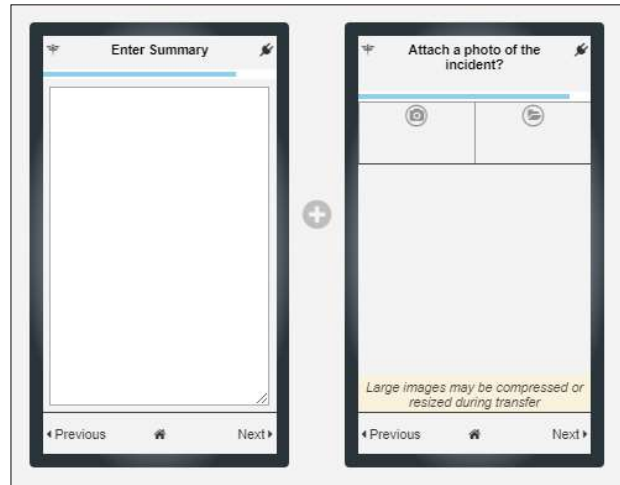 Enter Summary
Previous
Next
Attach a photo of the
incident?
Large images may be compressed or
resized during transfer
Previous
Next